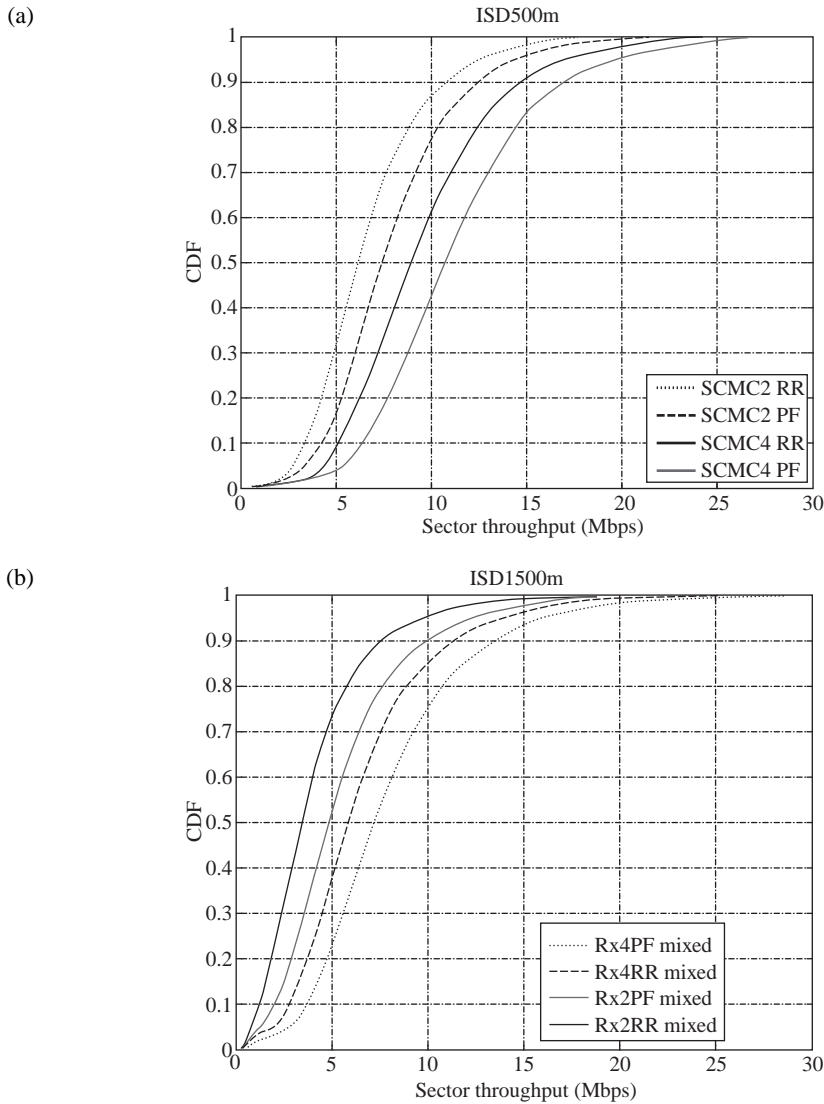 (a)
ISD500m
1
0.9
0.8
0.7
0.6
0.5
0.4
0.3
0.2
0.1
0
CDF
0 5 10 15 20 25 30
Sector throughput (Mbps)
SCMC2 RR
SCMC2 PF
SCMC4 RR
SCMC4 PF
(b)
ISD1500m
1
0.9
0.8
0.7
0.6
0.5
0.4
0.3
0.2
0.1
0
CDF
0 5 10 15 20 25 30
Sector throughput (Mbps)
Rx4PF mixed
Rx4RR mixed
Rx2PF mixed
Rx2RR mixed